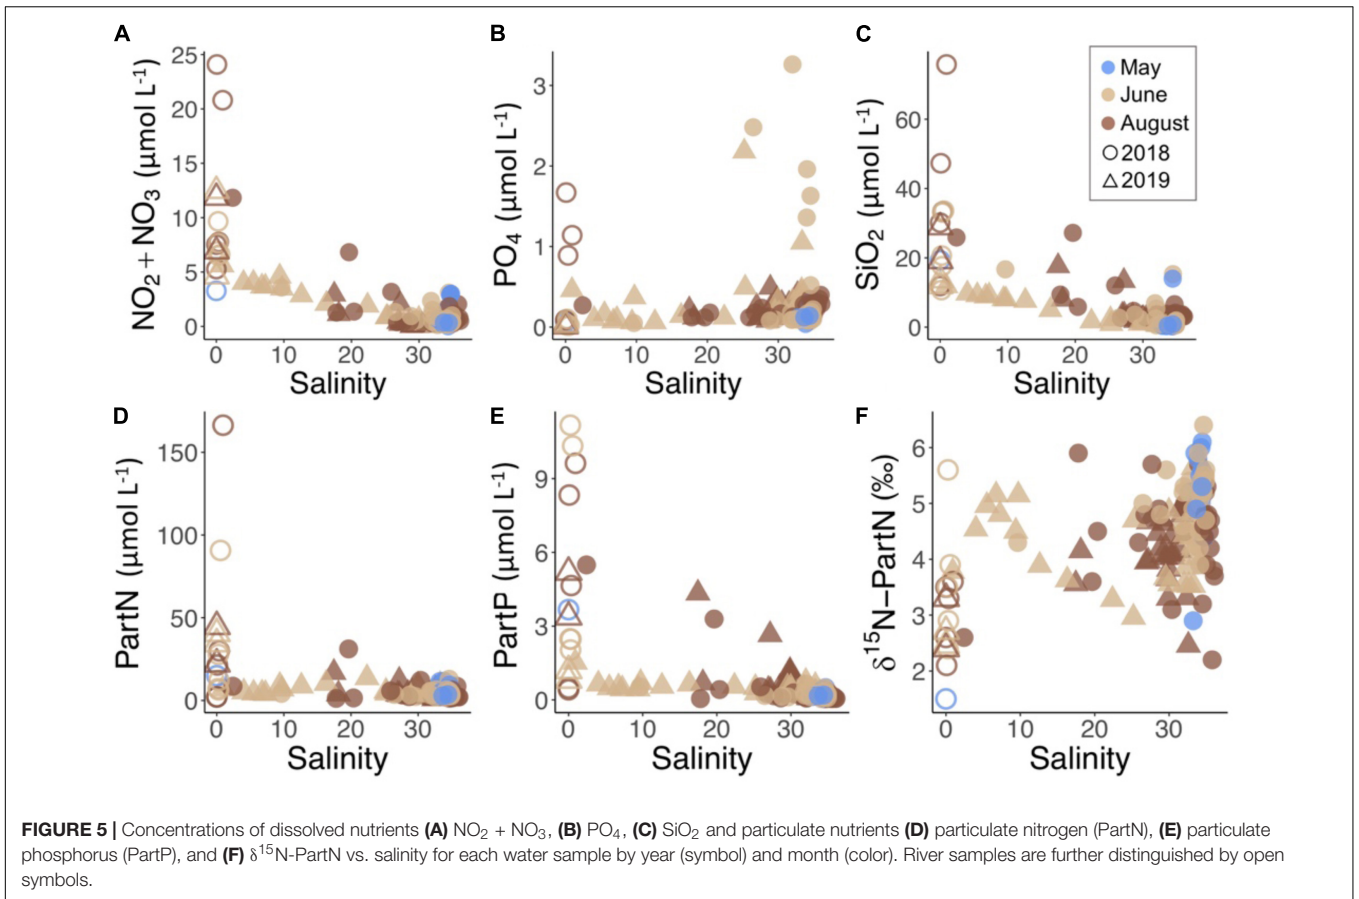 A
NO2 + NO3 (µmol L-1)
25
20
15
10
5
0
0 10 20 30
Salinity
B
PO4 (µmol L-1)
3
2
1
0
0 10 20 30
Salinity
C
SiO2 (µmol L-1)
60
40
20
0
0 10 20 30
Salinity
May
June
August
2018
2019
D
PartN (µmol L-1)
150
100
50
0
0 10 20 30
Salinity
E
PartP (µmol L-1)
9
6
3
0
0 10 20 30
Salinity
F
δ15N−PartN (‰)
6
5
4
3
2
0 10 20 30
Salinity
FIGURE 5 | Concentrations of dissolved nutrients (A) NO2 + NO3, (B) PO4, (C) SiO2 and particulate nutrients (D) particulate nitrogen (PartN), (E) particulate
phosphorus (PartP), and (F) δ15N-PartN vs. salinity for each water sample by year (symbol) and month (color). River samples are further distinguished by open
symbols.